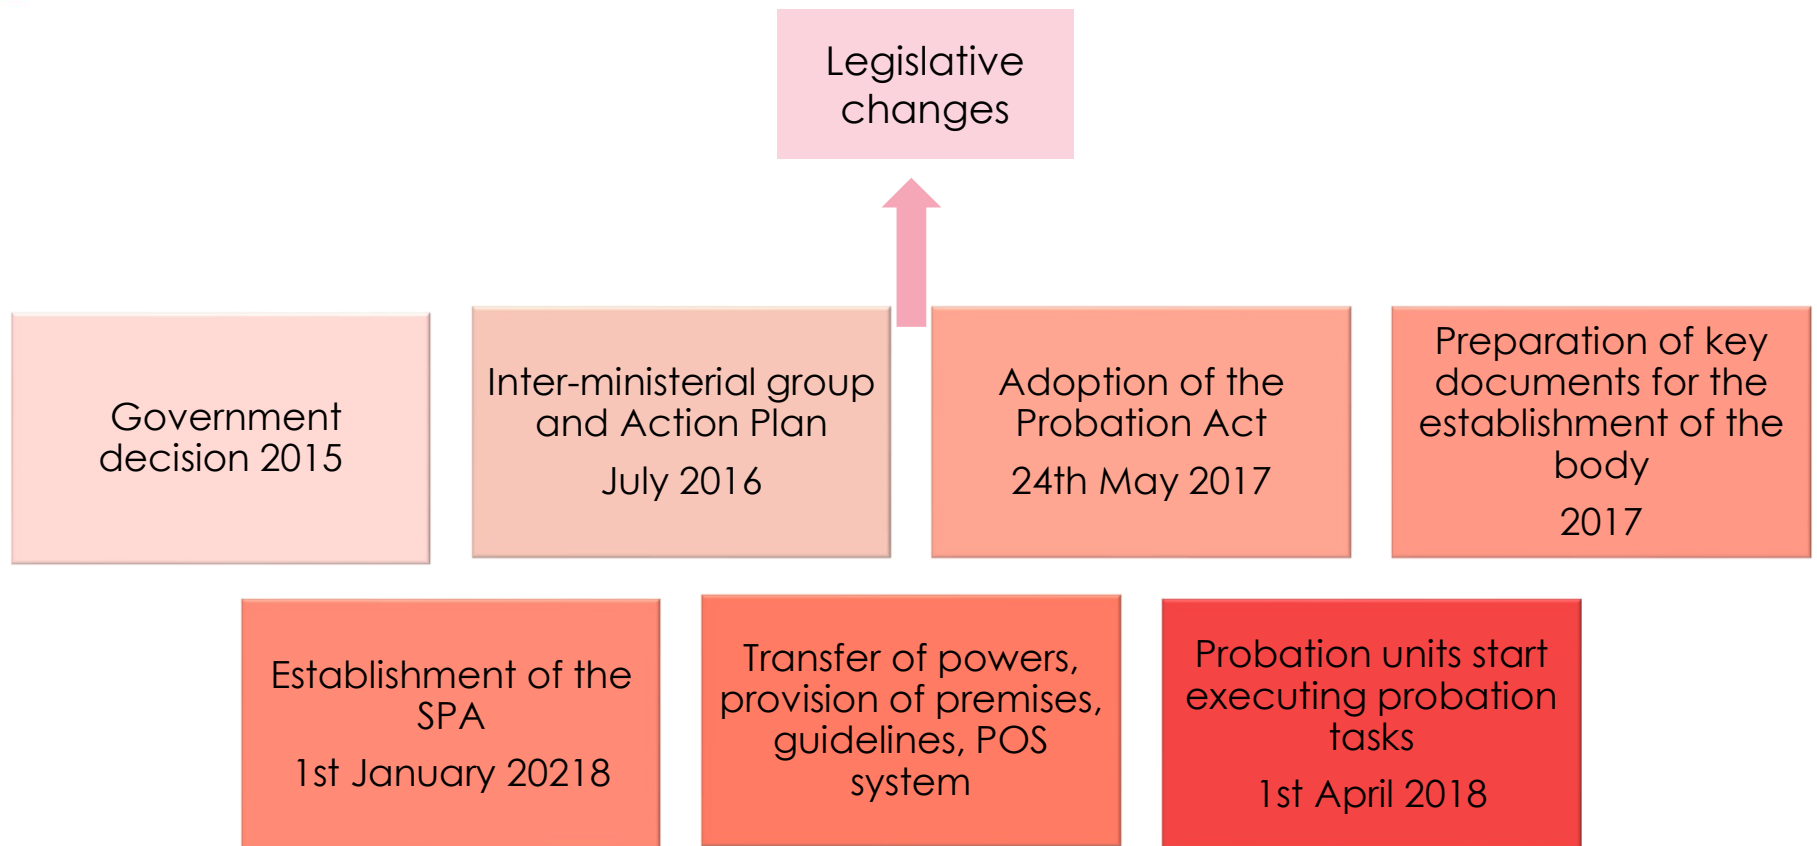 Legislative
changes
Government
decision 2015
Inter-ministerial group
and Action Plan
July 2016
Adoption of the
Probation Act
24th May 2017
Preparation of key
documents for the
establishment of the
body
2017
Establishment of the
SPA
1st January 20218
Transfer of powers,
provision of premises,
guidelines, POS
system
Probation units start
executing probation
tasks
1st April 2018